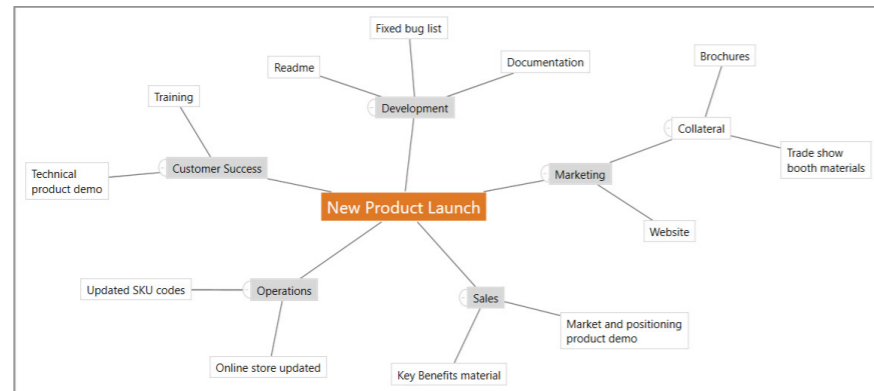 Fixed bug list
Readme
Documentation
Development
Brochures
Training
Collateral
Customer Success
Technical
product demo
Marketing
Trade show
booth materials
New Product Launch
Website
Updated SKU codes
Operations
Sales
Market and positioning
product demo
Online store updated
Key Benefits material